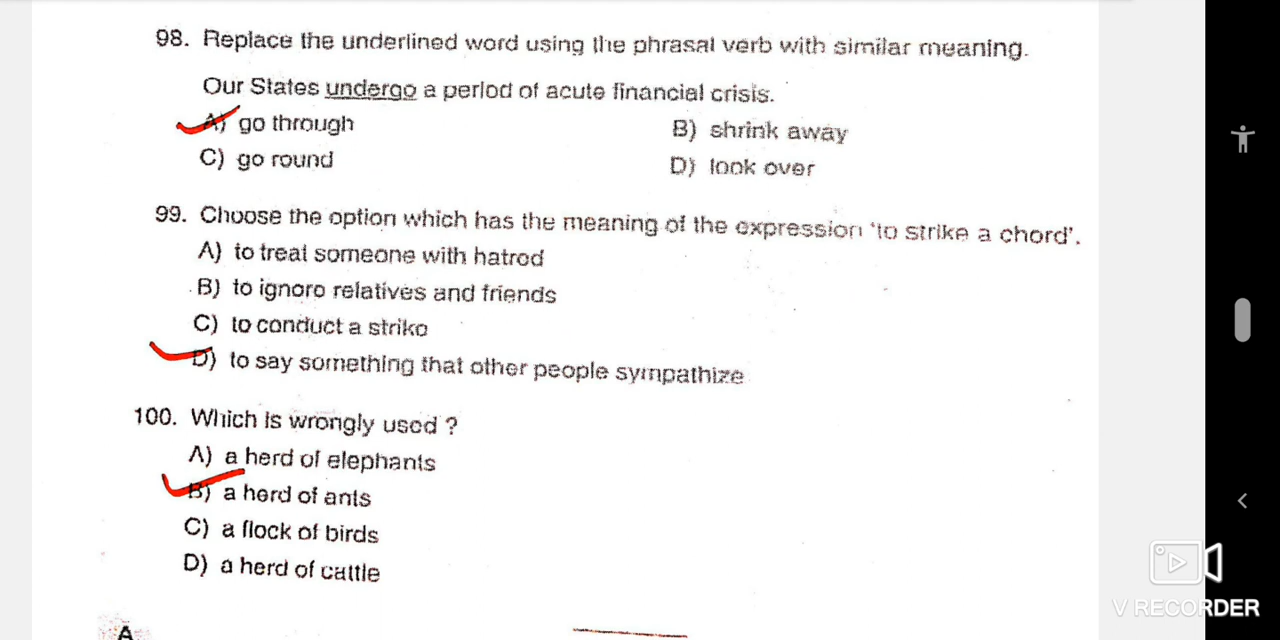 98. Replace the underlined word using the phrasal verb with similar meaning.
Our States undergo a period of acute financial crisis.
A) go through
B) shrink away
C) go round
D) look over
99. Choose the option which has the meaning of the expression 'to strike a chord'.
A) to treat someone with hatred
B) to ignore relatives and friends
C) to conduct a strike
D) to say something that other people sympathize
100. Which is wrongly used ?
A) a herd of elephants
B) a herd of ants
C) a flock of birds
D) a herd of cattle
A
V RECORDER